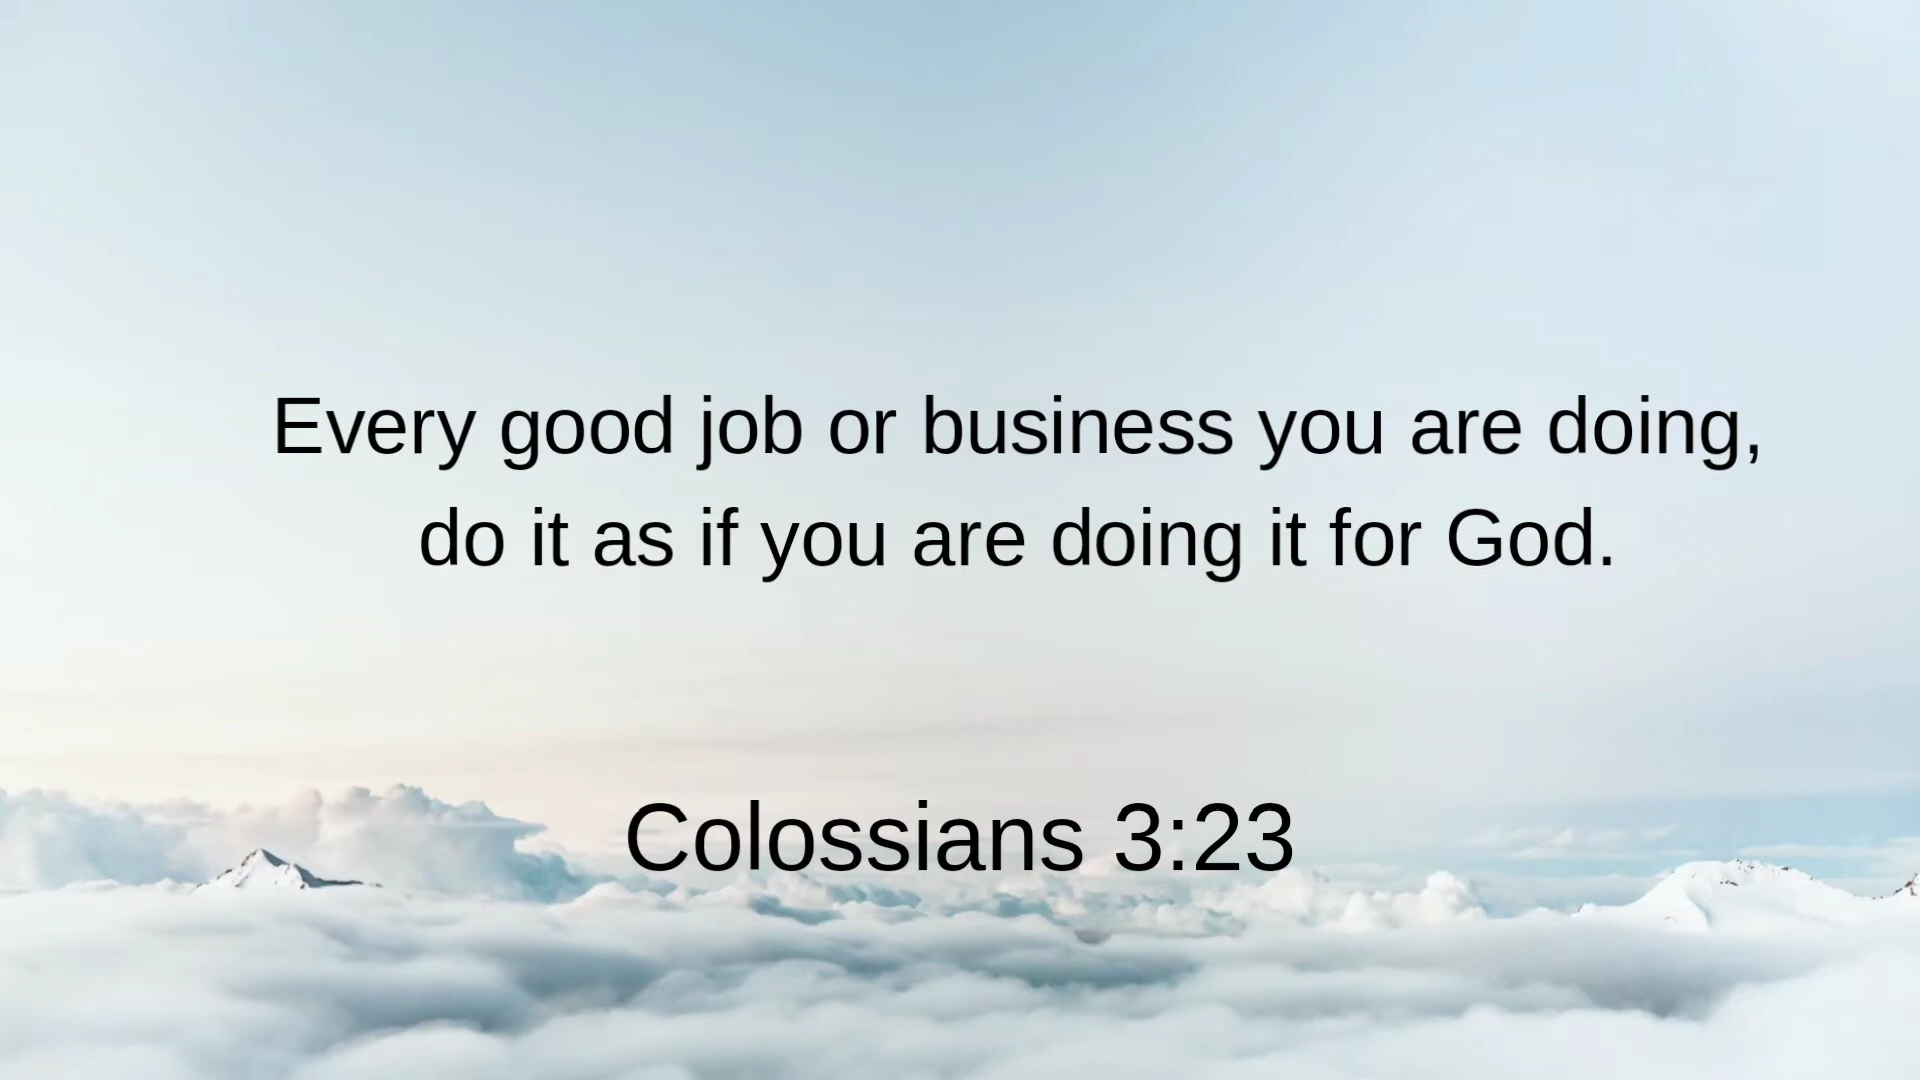 Every good job or business you are doing,
do it as if you are doing it for God.
Colossians 3:23